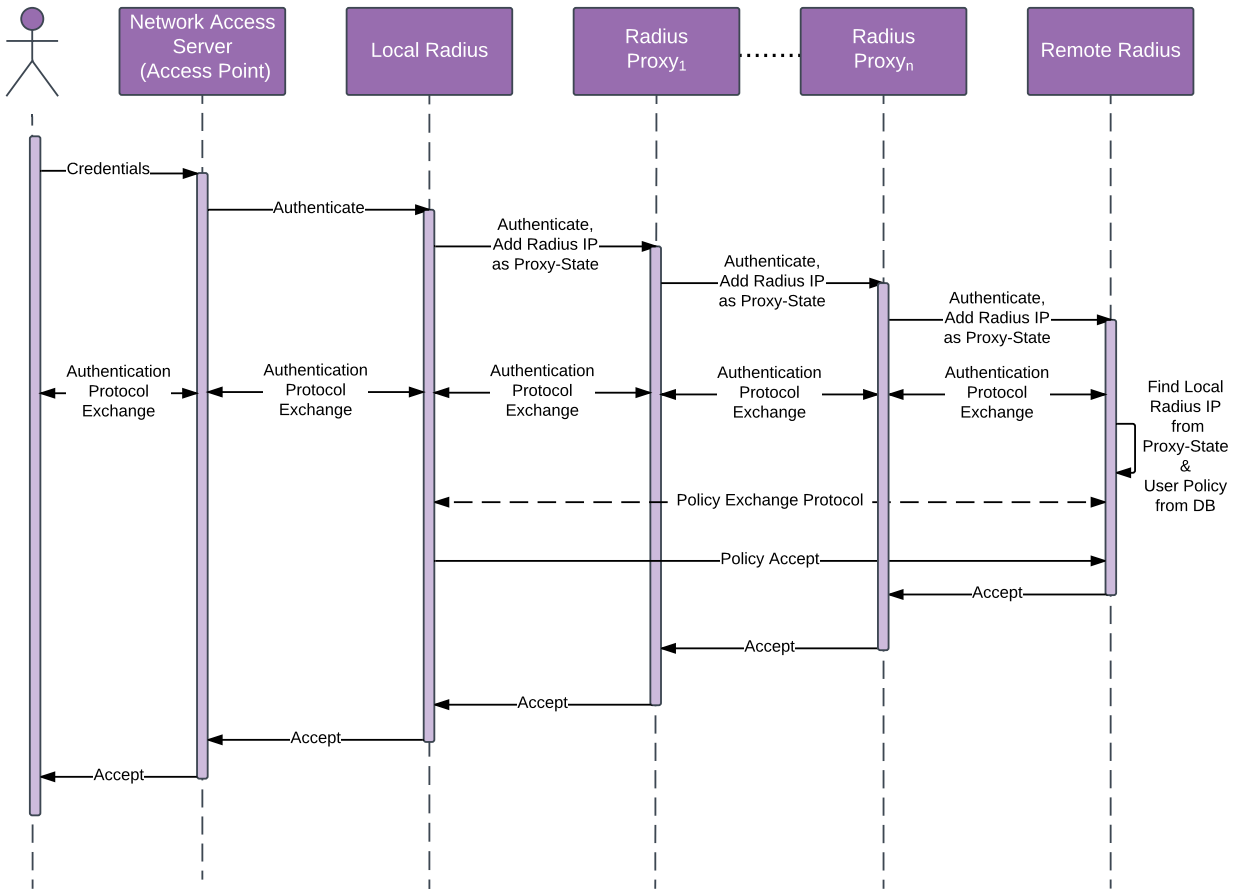 Network Access
Server
(Access Point)
Local Radius
Radius
Proxy1
Radius
Proxyn
Remote Radius
Credentials
Authenticate
Authenticate,
Add Radius IP
as Proxy-State
Authenticate,
Add Radius IP
as Proxy-State
Authenticate,
Add Radius IP
as Proxy-State
Authentication
Protocol
Exchange
Authentication
Protocol
Exchange
Authentication
Protocol
Exchange
Authentication
Protocol
Exchange
Authentication
Protocol
Exchange
Find Local
Radius IP
from
Proxy-State
&
User Policy
from DB
Policy Exchange Protocol
Policy Accept
Accept
Accept
Accept
Accept
Accept